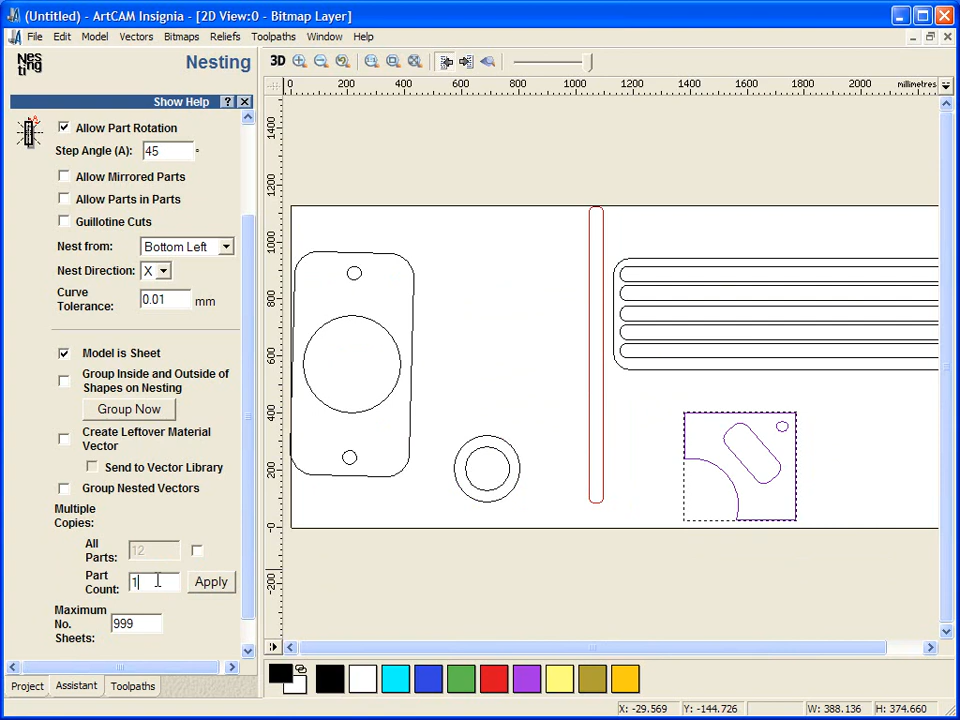 (Untitled) - ArtCAM Insignia - [2D View:0 - Bitmap Layer]
File Edit Model Vectors Bitmaps Reliefs Toolpaths Window Help
Nes ting
Nesting
3D
Show Help ? 
0 200 400 600 800 1000 1200 1400 1600 1800 2000 millimetres
Allow Part Rotation
Step Angle (A): 45 °
Allow Mirrored Parts
Allow Parts in Parts
Guillotine Cuts
Nest from: Bottom Left
Nest Direction: X
Curve
Tolerance: 0.01 mm
Model is Sheet
Group Inside and Outside of
Shapes on Nesting
Group Now
Create Leftover Material
Vector
Send to Vector Library
Group Nested Vectors
Multiple
Copies:
All
Parts: 12
Part
Count: 1 Apply
Maximum
No.
Sheets: 999
1400
1200
1000
800
600
400
200
-0
-200
Project Assistant Toolpaths
X: -29.569 Y: -144.726 W: 388.136 H: 374.660